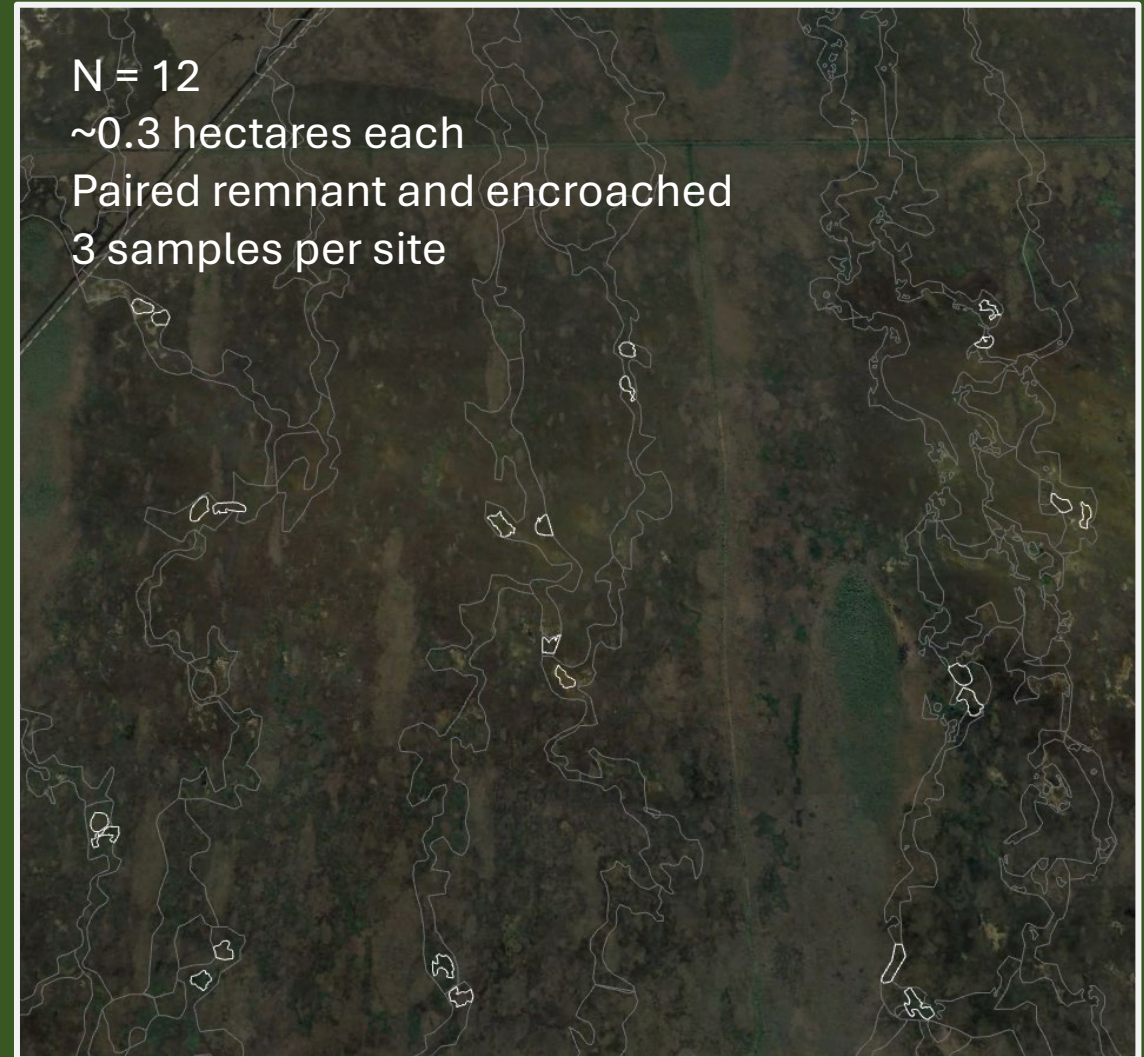 N = 12
~0.3 hectares each
Paired remnant and encroached
3 samples per site